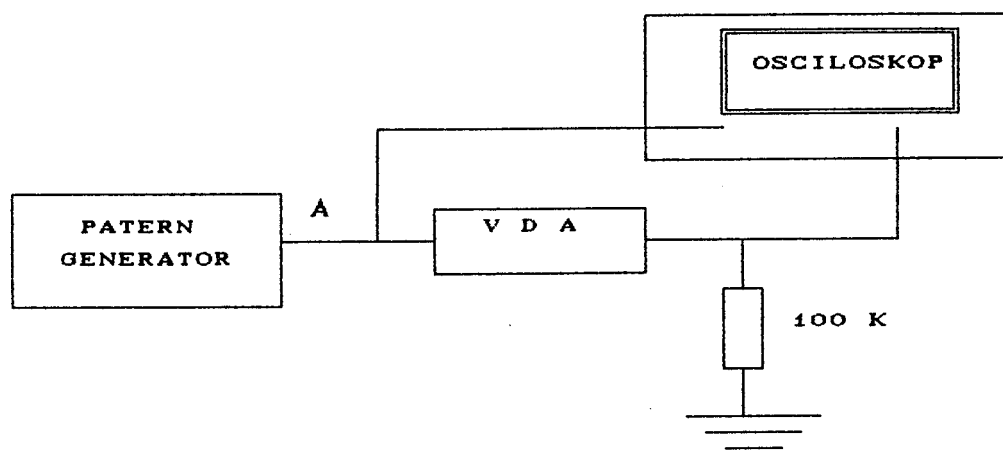 OSCILOSKOP
A
PATERN
GENERATOR
V D A
100 K